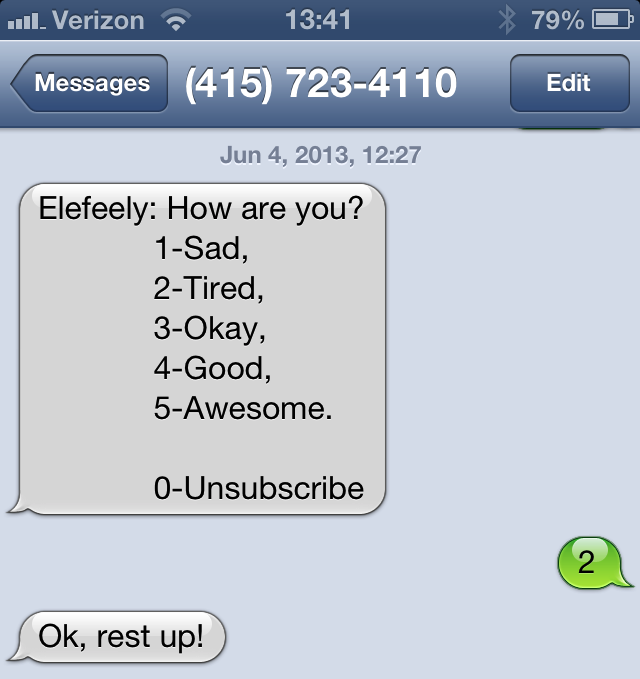 Verizon 13:41 79%
Messages (415) 723-4110 Edit
Jun 4, 2013, 12:27
Elefeely: How are you?
1-Sad,
2-Tired,
3-Okay,
4-Good,
5-Awesome.
0-Unsubscribe
2
Ok, rest up!